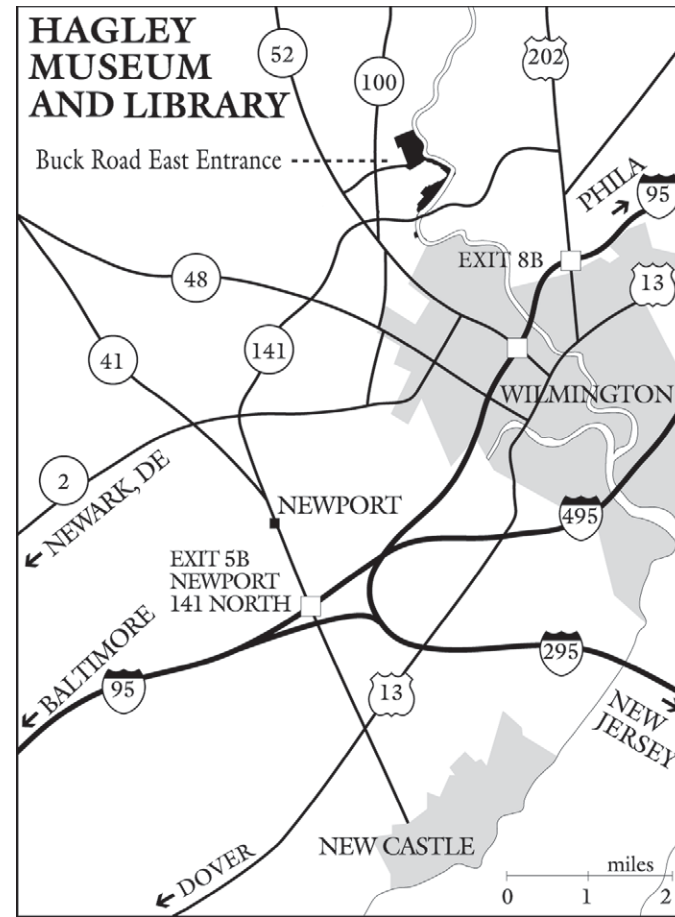 HAGLEY
MUSEUM
AND LIBRARY
52
100
202
Buck Road East Entrance
PHILA
95
EXIT 8B
13
48
141
41
WILMINGTON
2
NEWARK, DE
NEWPORT
495
EXIT 5B
NEWPORT
141 NORTH
BALTIMORE
95
295
13
NEW
JERSEY
NEW CASTLE
DOVER
miles
0 1 2